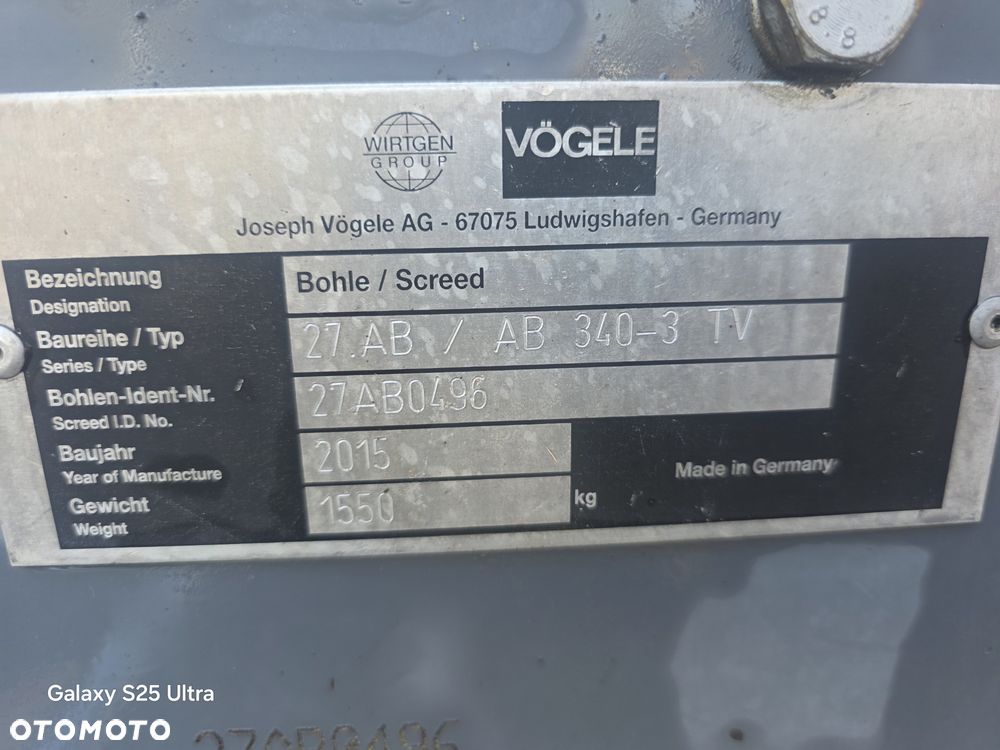 8.8
WIRTGEN
GROUP
VÖGELE
Joseph Vögele AG - 67075 Ludwigshafen - Germany
Bezeichnung
Designation
Bohle / Screed
Baureihe / Typ
Series / Type
27.AB / AB 340-3 TV
Bohlen-Ident-Nr.
Screed I.D. No.
27AB0496
Baujahr
Year of Manufacture
2015
Made in Germany
Gewicht
Weight
1550
kg
Galaxy S25 Ultra
OTOMOTO
27AB0496